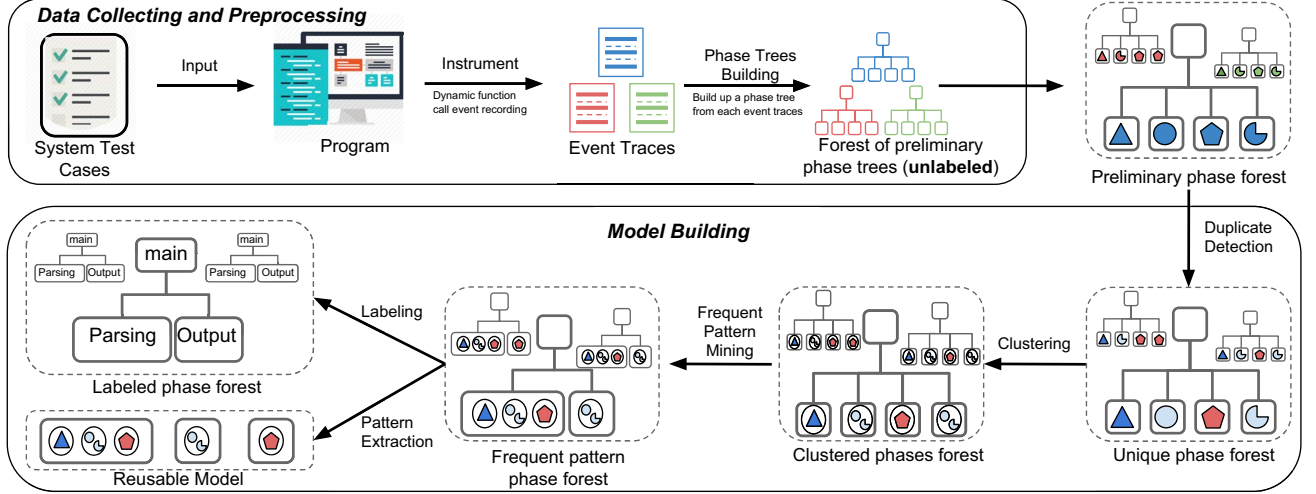 Data Collecting and Preprocessing
Input
Instrument
Dynamic function
call event recording
Phase Trees
Building
Build up a phase tree
from each event traces
System Test
Cases
Program
Event Traces
Forest of preliminary
phase trees (unlabeled)
Preliminary phase forest
Duplicate
Detection
Model Building
main
Parsing
Output
main
Parsing
Output
main
Parsing
Output
Labeled phase forest
Labeling
Pattern
Extraction
Reusable Model
Frequent pattern
phase forest
Frequent
Pattern
Mining
Clustered phases forest
Clustering
Unique phase forest